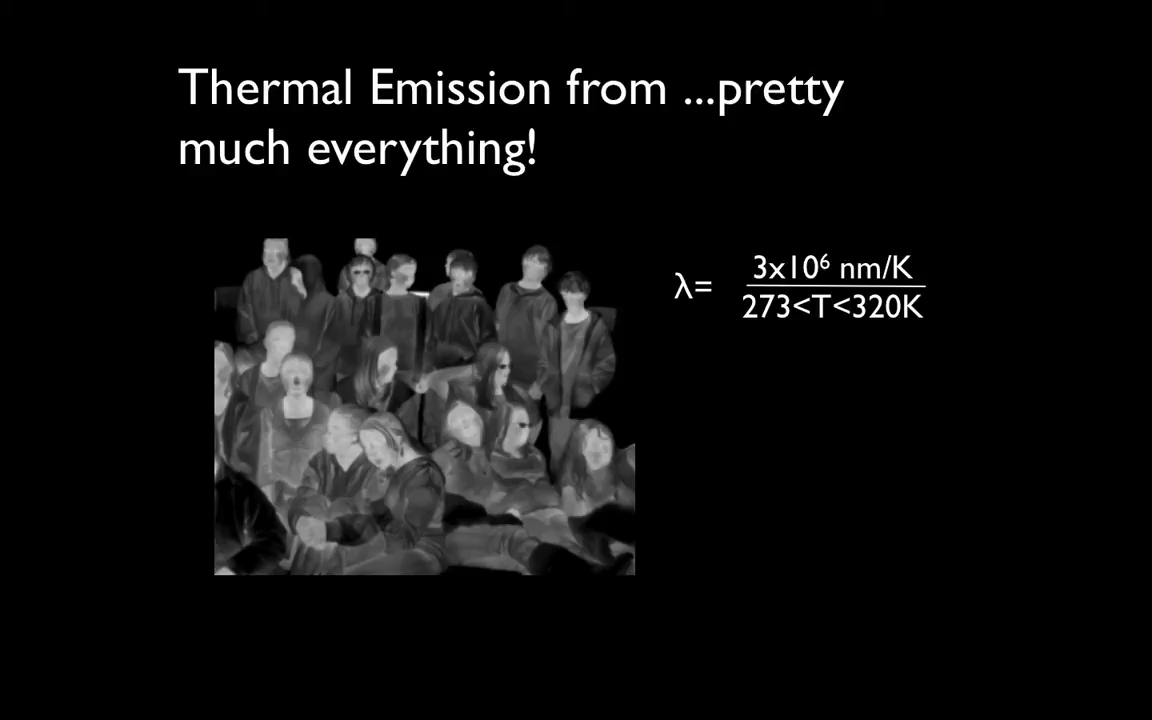 Thermal Emission from ...pretty
much everything!
λ= 3x10⁶ nm/K
273<T<320K